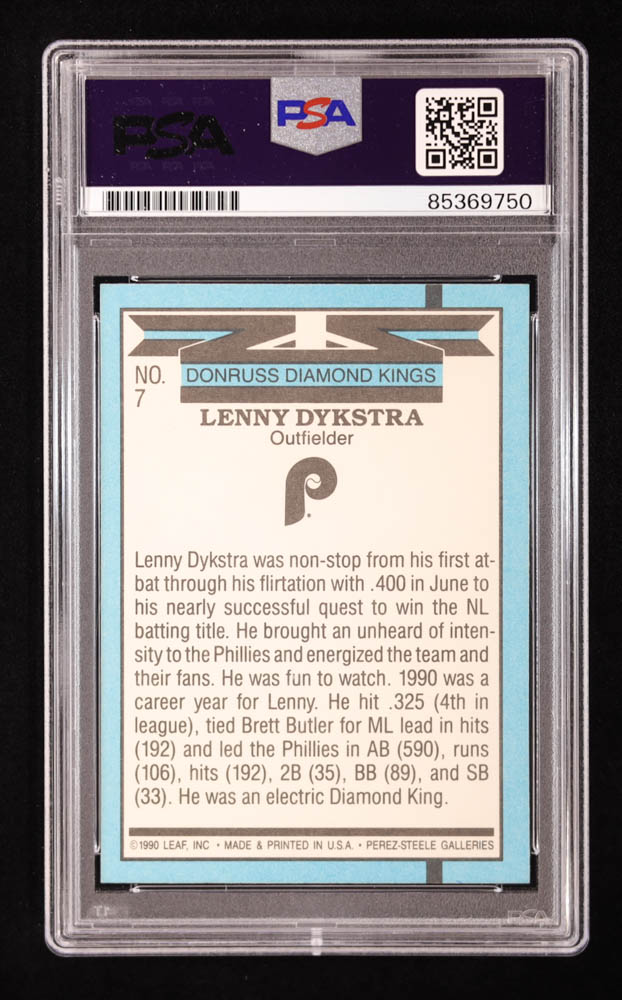 PSA
PSA
85369750
NO.
7
DONRUSS DIAMOND KINGS
LENNY DYKSTRA
Outfielder
P
Lenny Dykstra was non-stop from his first at-
bat through his flirtation with .400 in June to
his nearly successful quest to win the NL
batting title. He brought an unheard of inten-
sity to the Phillies and energized the team and
their fans. He was fun to watch. 1990 was a
career year for Lenny. He hit .325 (4th in
league), tied Brett Butler for ML lead in hits
(192) and led the Phillies in AB (590), runs
(106), hits (192), 2B (35), BB (89), and SB
(33). He was an electric Diamond King.
©1990 LEAF, INC • MADE & PRINTED IN U.S.A. • PEREZ-STEELE GALLERIES
PSA